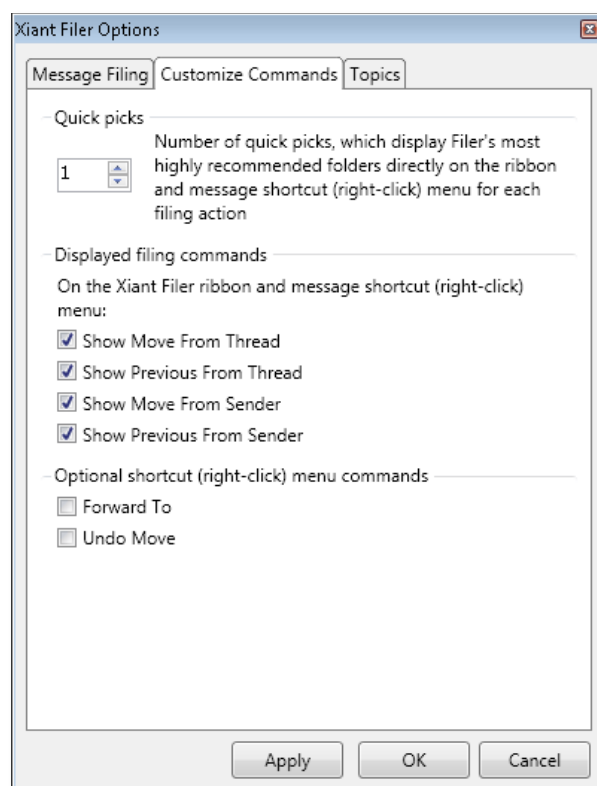 Xiant Filer Options
Message Filing Customize Commands Topics
Quick picks
1
Number of quick picks, which display Filer's most
highly recommended folders directly on the ribbon
and message shortcut (right-click) menu for each
filing action
Displayed filing commands
On the Xiant Filer ribbon and message shortcut (right-click)
menu:
Show Move From Thread
Show Previous From Thread
Show Move From Sender
Show Previous From Sender
Optional shortcut (right-click) menu commands
Forward To
Undo Move
Apply OK Cancel